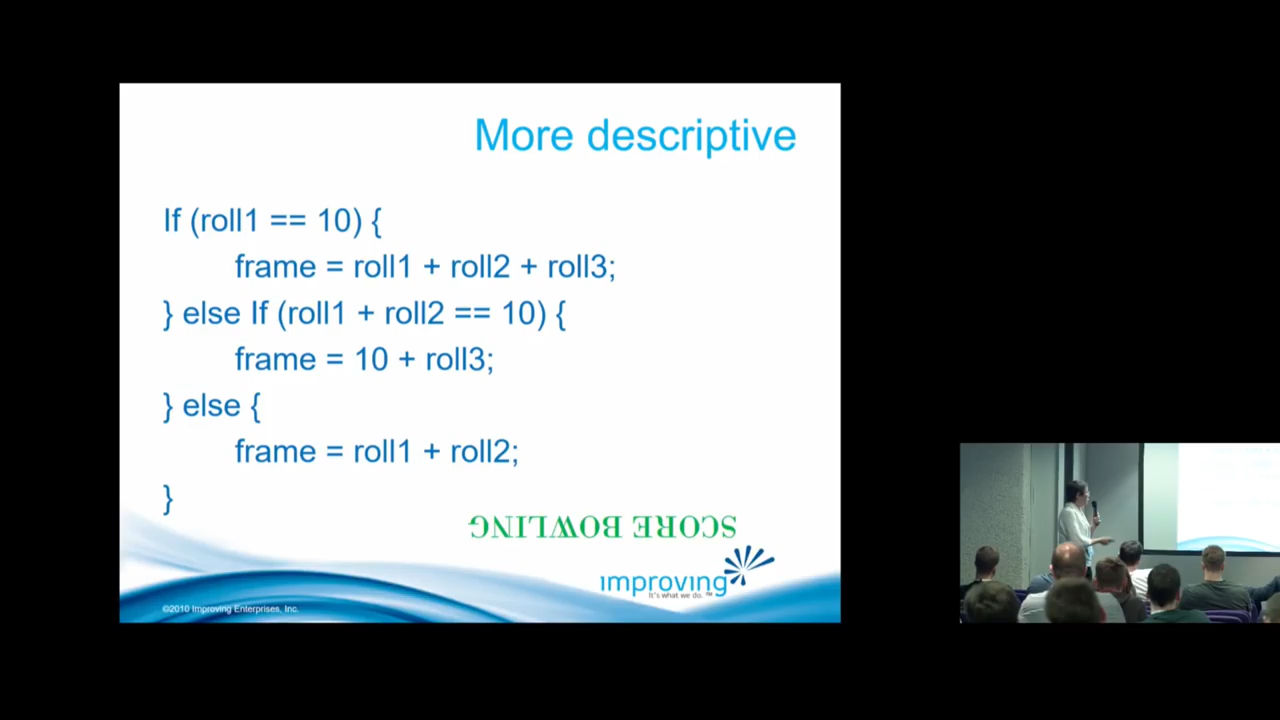 More descriptive
If (roll1 == 10) {
frame = roll1 + roll2 + roll3;
} else If (roll1 + roll2 == 10) {
frame = 10 + roll3;
} else {
frame = roll1 + roll2;
}
SCORE BOWLING
improving
It's what we do. ™
©2010 Improving Enterprises, Inc.